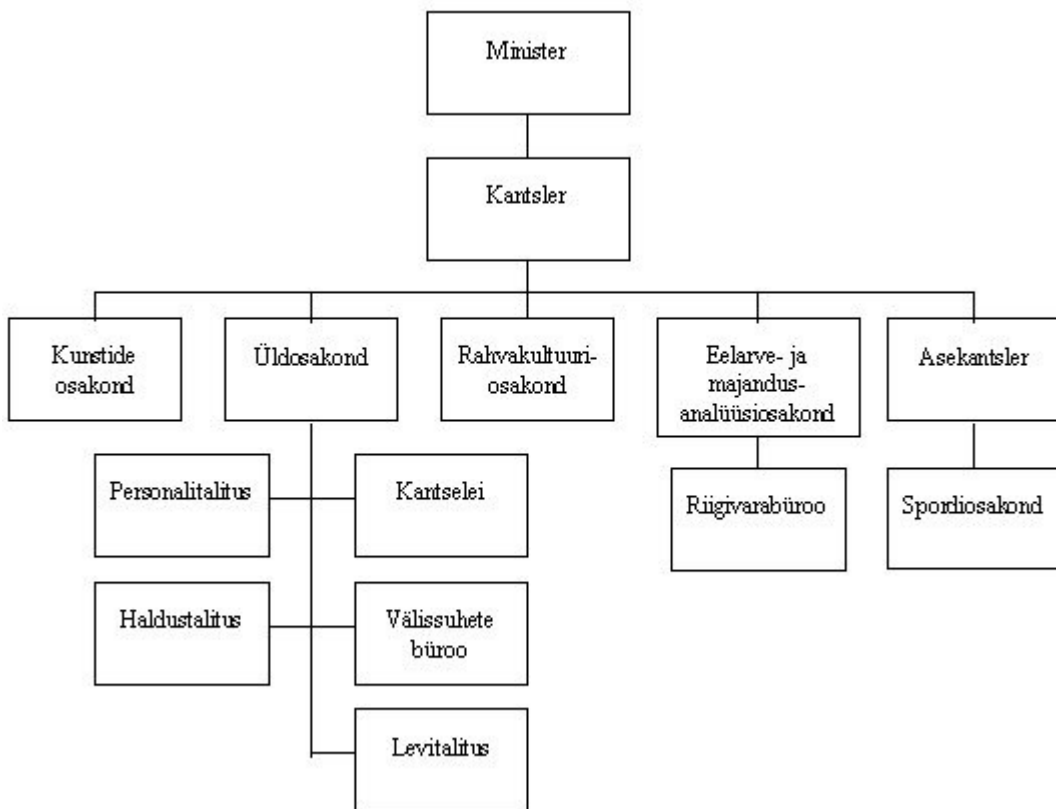 Minister
Kantsler
Kunstide
osakond
Üldosakond
Rahvakultuuri-
osakond
Eelarve- ja
majandus-
analüüsiosakond
Asekantsler
Personalitalitus
Kantselei
Riigivarabüroo
Spordiosakond
Haldustalitus
Välissuhete
büroo
Levitalitus